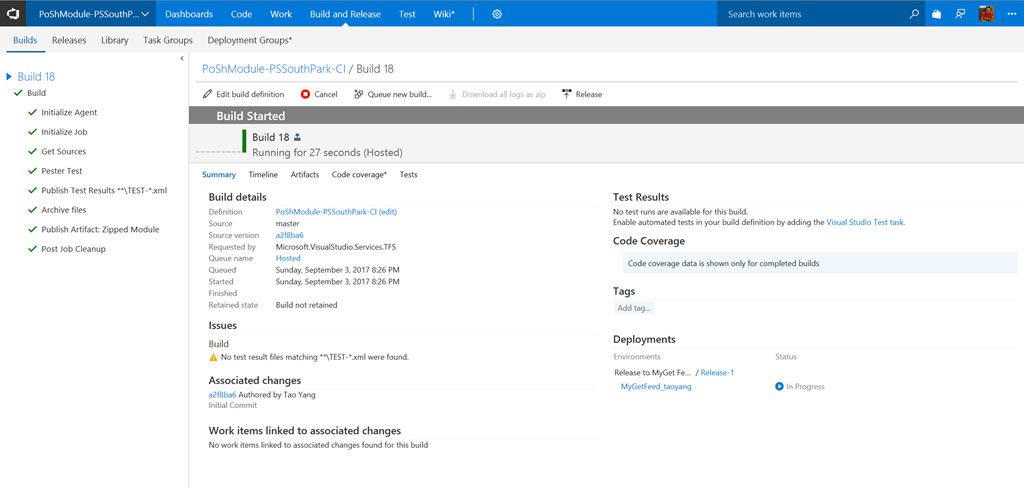 PoShModule-PSSouthP...
Dashboards
Code
Work
Build and Release
Test
Wiki*
Search work items
Builds
Releases
Library
Task Groups
Deployment Groups*
Build 18
Build
Initialize Agent
Initialize Job
Get Sources
Pester Test
Publish Test Results **\TEST-*.xml
Archive files
Publish Artifact: Zipped Module
Post Job Cleanup
PoShModule-PSSouthPark-CI / Build 18
Edit build definition
Cancel
Queue new build...
Download all logs as zip
Release
Build Started
Build 18
Running for 27 seconds (Hosted)
Summary
Timeline
Artifacts
Code coverage*
Tests
Build details
Definition PoShModule-PSSouthPark-CI (edit)
Source master
Source version a2f8ba6
Requested by Microsoft.VisualStudio.Services.TFS
Queue name Hosted
Queued Sunday, September 3, 2017 8:26 PM
Started Sunday, September 3, 2017 8:26 PM
Finished
Retained state Build not retained
Issues
Build
No test result files matching **\TEST-*.xml were found.
Associated changes
a2f8ba6 Authored by Tao Yang
Initial Commit
Work items linked to associated changes
No work items linked to associated changes found for this build
Test Results
No test runs are available for this build.
Enable automated tests in your build definition by adding the Visual Studio Test task.
Code Coverage
Code coverage data is shown only for completed builds
Tags
Add tag...
Deployments
Environments Status
Release to MyGet Fe... / Release-1
MyGetFeed_taoyang In Progress